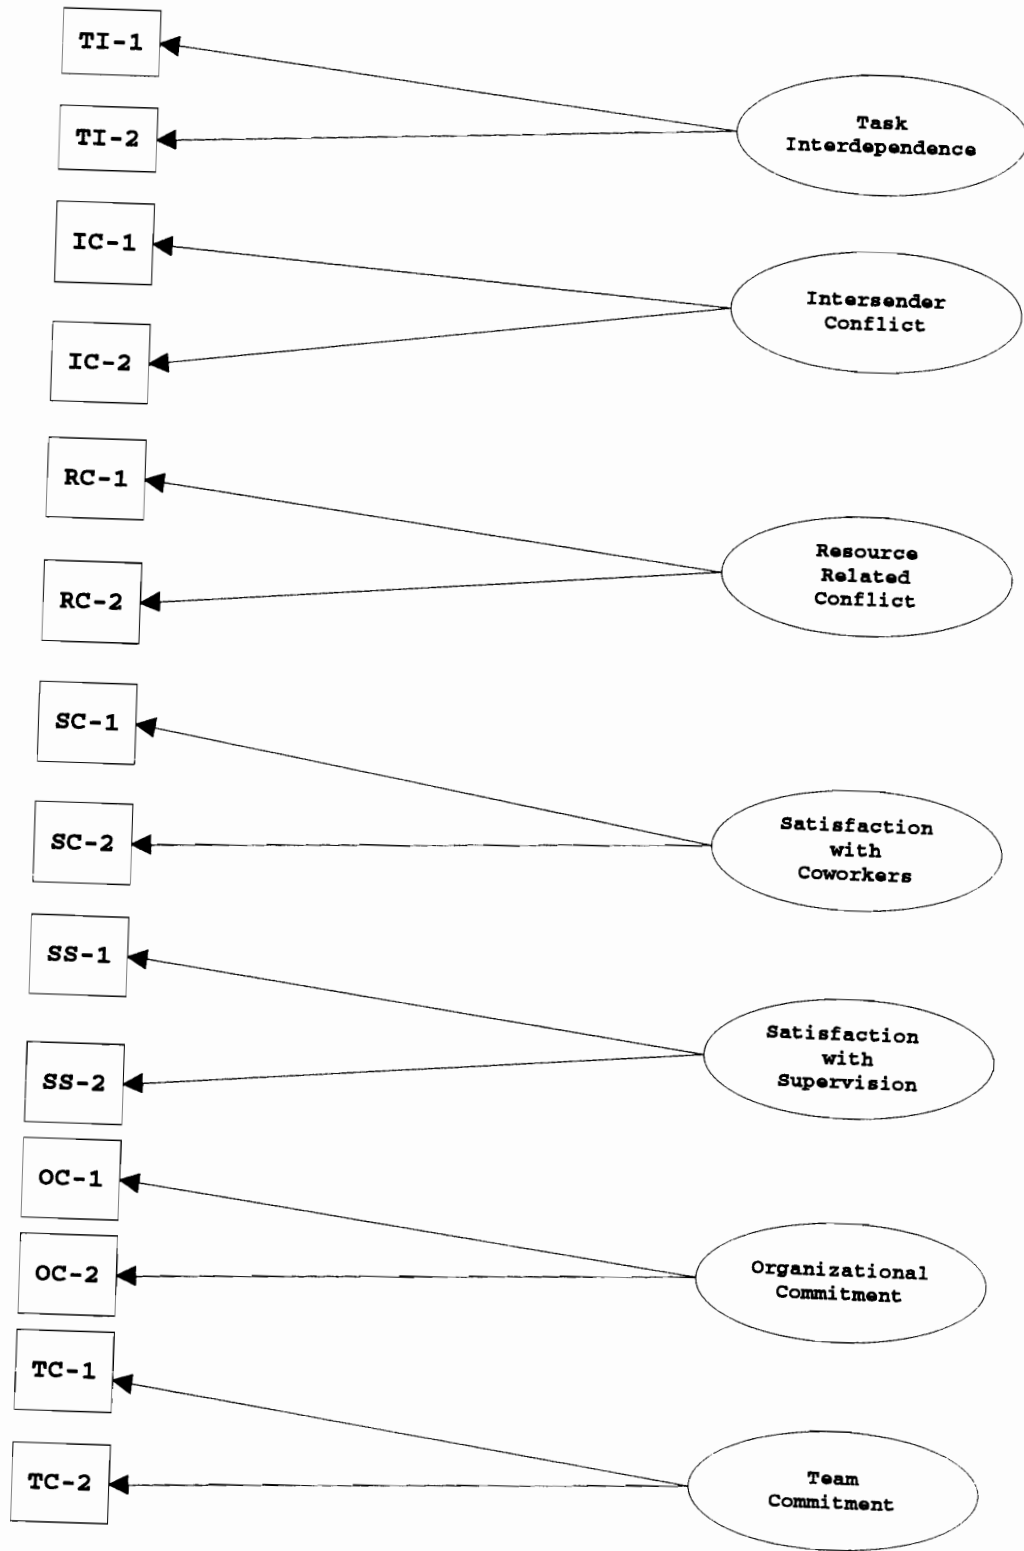 TI-1
TI-2
Task
Interdependence
IC-1
IC-2
Intersender
Conflict
RC-1
RC-2
Resource
Related
Conflict
SC-1
SC-2
Satisfaction
with
Coworkers
SS-1
SS-2
Satisfaction
with
Supervision
OC-1
OC-2
Organizational
Commitment
TC-1
TC-2
Team
Commitment